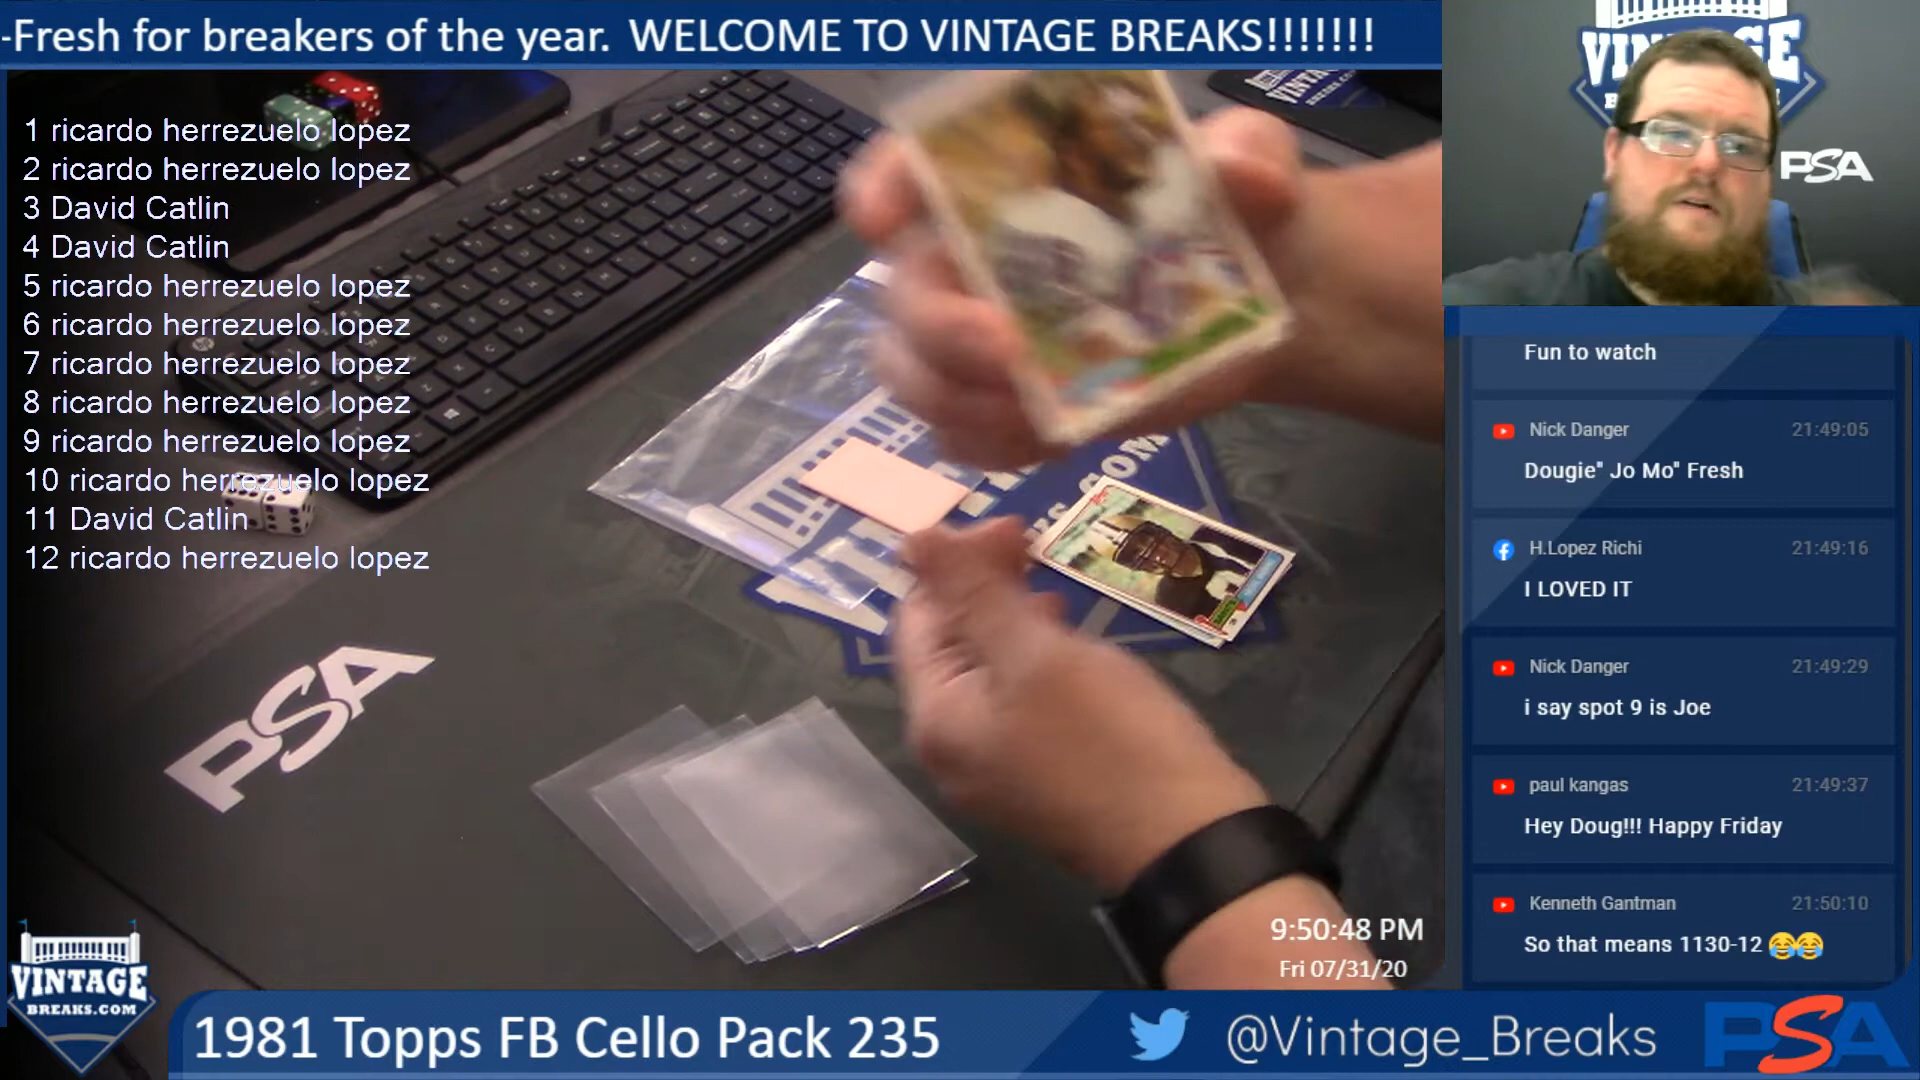 -Fresh for breakers of the year. WELCOME TO VINTAGE BREAKS!!!!!!!
1 ricardo herrezuelo lopez
2 ricardo herrezuelo lopez
3 David Catlin
4 David Catlin
5 ricardo herrezuelo lopez
6 ricardo herrezuelo lopez
7 ricardo herrezuelo lopez
8 ricardo herrezuelo lopez
9 ricardo herrezuelo lopez
10 ricardo herrezuelo lopez
11 David Catlin
12 ricardo herrezuelo lopez
PSA
VINTAGE
PSA
Fun to watch
Nick Danger 21:49:05
Dougie" Jo Mo" Fresh
H.Lopez Richi 21:49:16
I LOVED IT
Nick Danger 21:49:29
i say spot 9 is Joe
paul kangas 21:49:37
Hey Doug!!! Happy Friday
Kenneth Gantman 21:50:10
So that means 1130-12 😂😂
9:50:48 PM
Fri 07/31/20
VINTAGE
BREAKS.COM
1981 Topps FB Cello Pack 235
@Vintage_Breaks
PSA